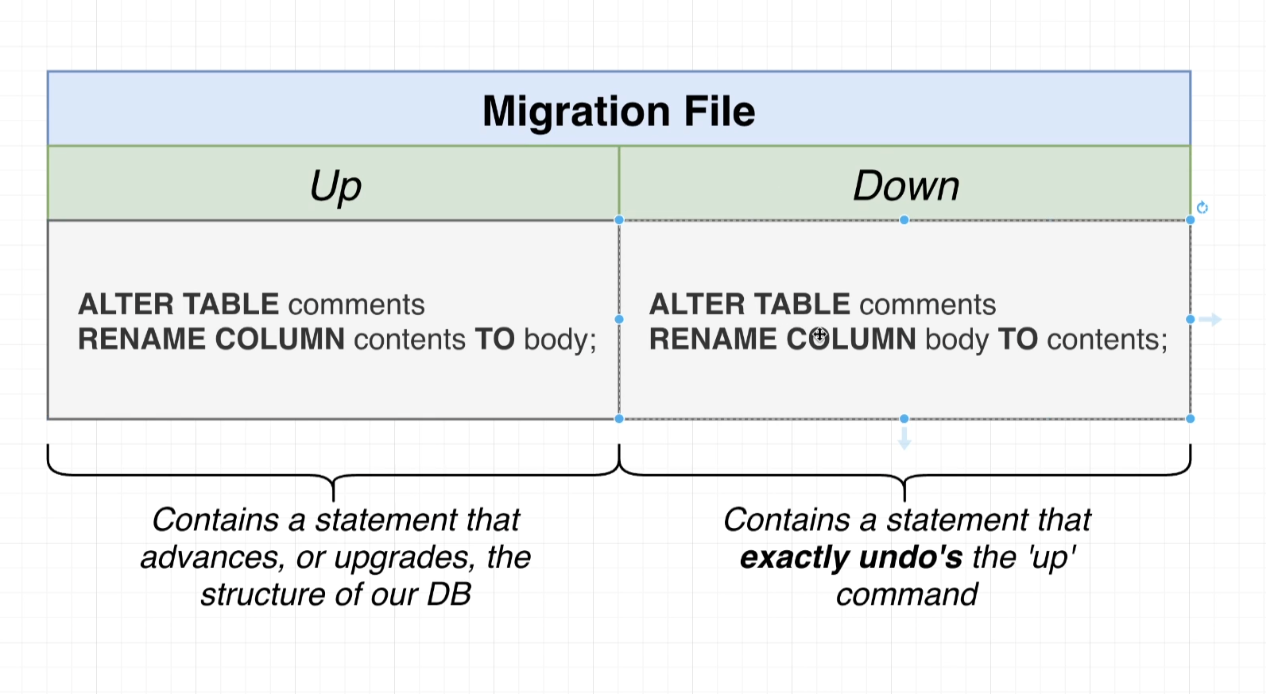 Migration File
Up
Down
ALTER TABLE comments
RENAME COLUMN contents TO body;
ALTER TABLE comments
RENAME COLUMN body TO contents;
Contains a statement that
advances, or upgrades, the
structure of our DB
Contains a statement that
exactly undo's the 'up'
command